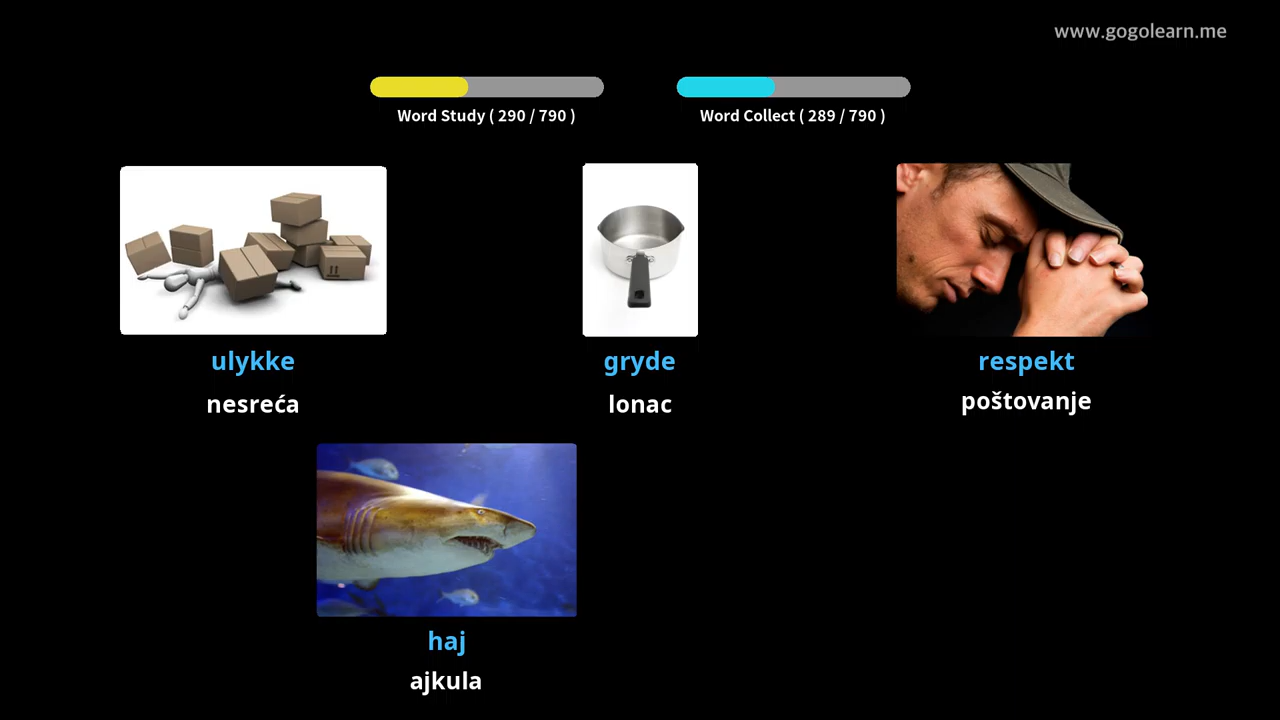 www.gogolearn.me
Word Study ( 290 / 790 )
Word Collect ( 289 / 790 )
ulykke
gryde
respekt
nesreća
lonac
poštovanje
haj
ajkula